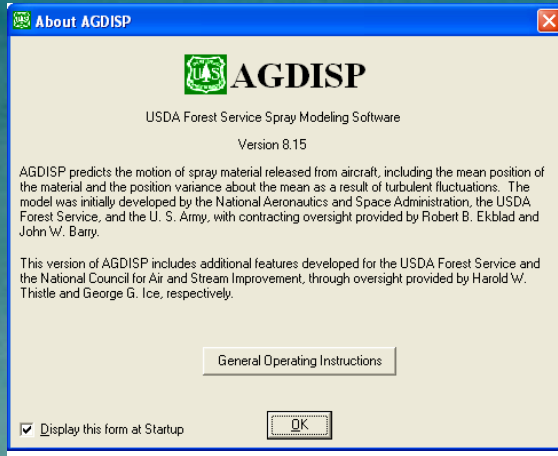 About AGDISP
UAS
AGDISP
USDA Forest Service Spray Modeling Software
Version 8.15
AGDISP predicts the motion of spray material released from aircraft, including the mean position of
the material and the position variance about the mean as a result of turbulent fluctuations. The
model was initially developed by the National Aeronautics and Space Administration, the USDA
Forest Service, and the U. S. Army, with contracting oversight provided by Robert B. Ekblad and
John W. Barry.
This version of AGDISP includes additional features developed for the USDA Forest Service and
the National Council for Air and Stream Improvement, through oversight provided by Harold W.
Thistle and George G. Ice, respectively.
General Operating Instructions
Display this form at Startup
OK